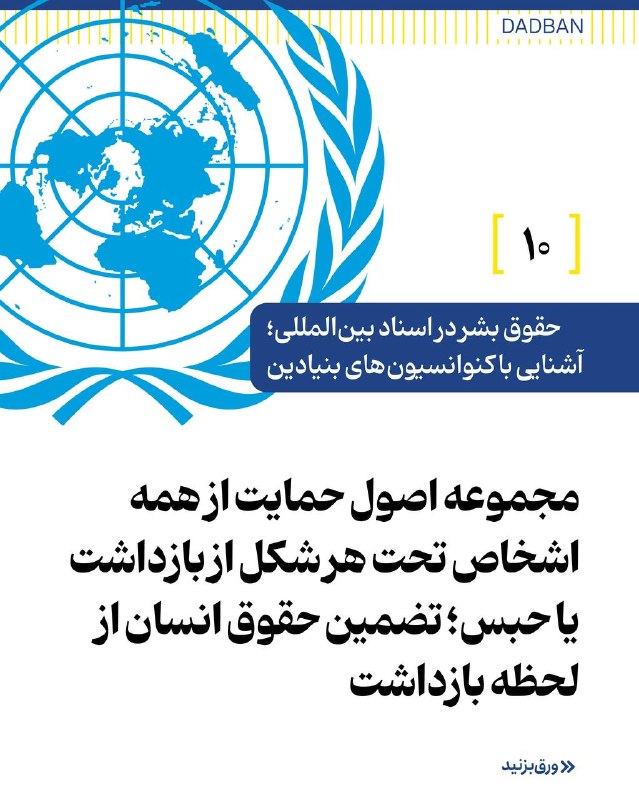 DADBAN
[ ۱۰ ]
حقوق بشر در اسناد بین‌المللی؛
آشنایی با کنوانسیون‌های بنیادین
مجموعه اصول حمایت از همه
اشخاص تحت هر شکل از بازداشت
یا حبس؛ تضمین حقوق انسان از
لحظه بازداشت
» ورق بزنید